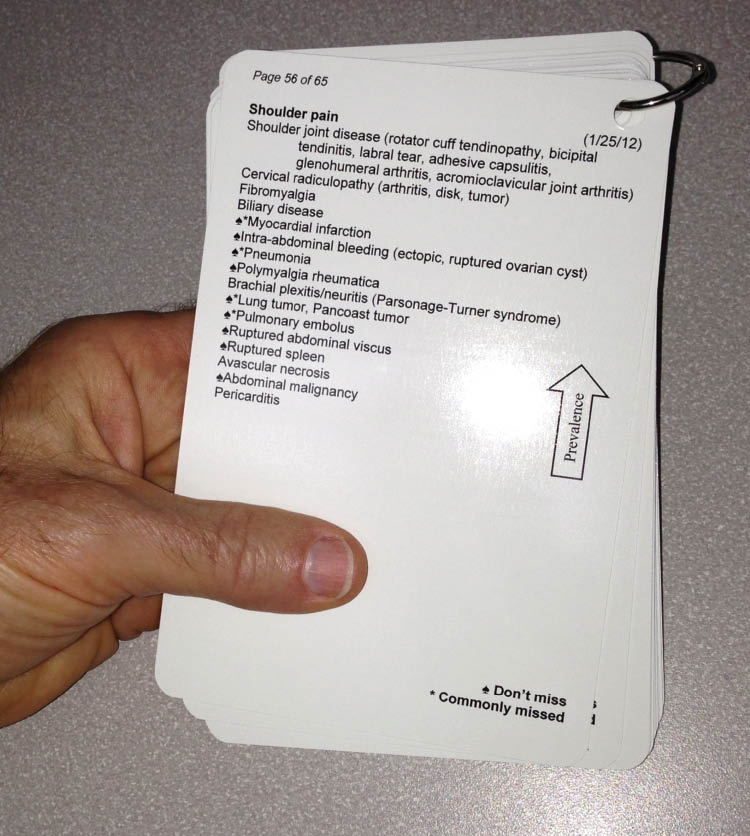 Page 56 of 65
Shoulder pain
(1/25/12)
Shoulder joint disease (rotator cuff tendinopathy, bicipital
tendinitis, labral tear, adhesive capsulitis,
glenohumeral arthritis, acromioclavicular joint arthritis)
Cervical radiculopathy (arthritis, disk, tumor)
Fibromyalgia
Biliary disease
♠*Myocardial infarction
♠Intra-abdominal bleeding (ectopic, ruptured ovarian cyst)
♠*Pneumonia
♠Polymyalgia rheumatica
Brachial plexitis/neuritis (Parsonage-Turner syndrome)
♠*Lung tumor, Pancoast tumor
♠*Pulmonary embolus
♠Ruptured abdominal viscus
♠Ruptured spleen
Avascular necrosis
♠Abdominal malignancy
Pericarditis
Prevalence
♠ Don't miss
* Commonly missed